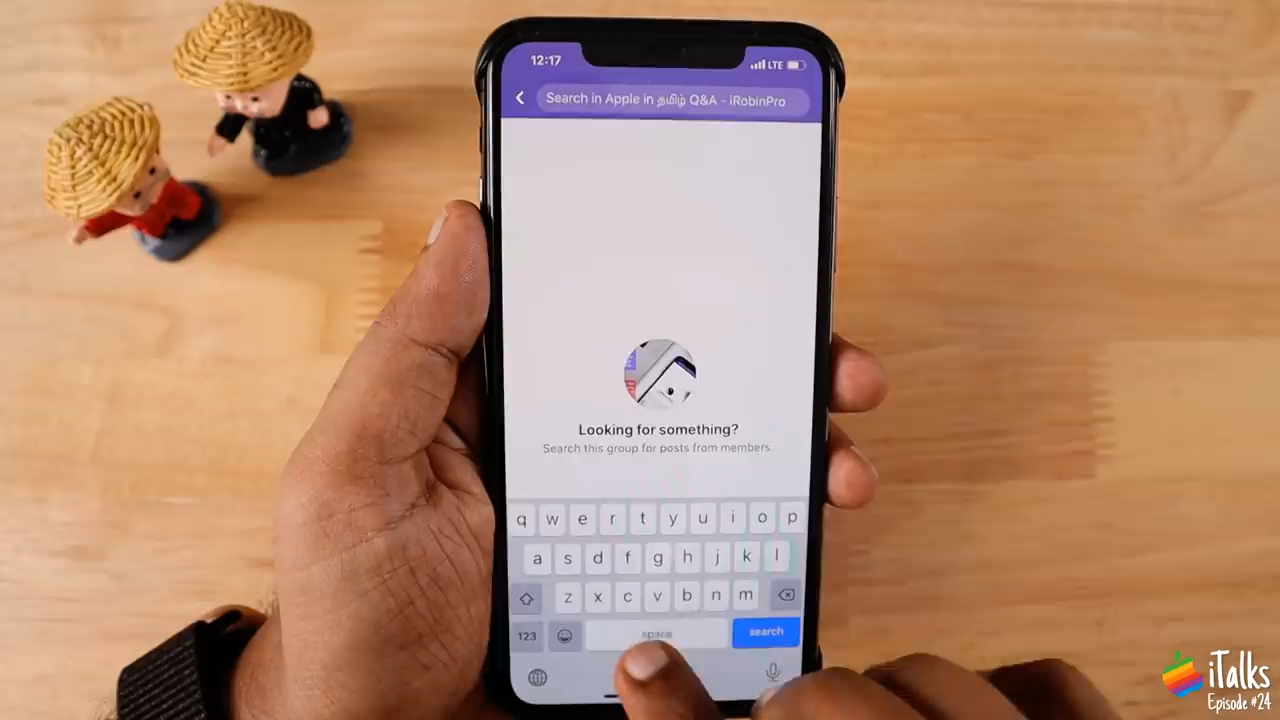 12:17
LTE
Search in Apple in தமிழ் Q&A - iRobinPro
Looking for something?
Search this group for posts from members
q w e r t y u i o p
a s d f g h j k l
z x c v b n m
123 space search
iTalks
Episode #24